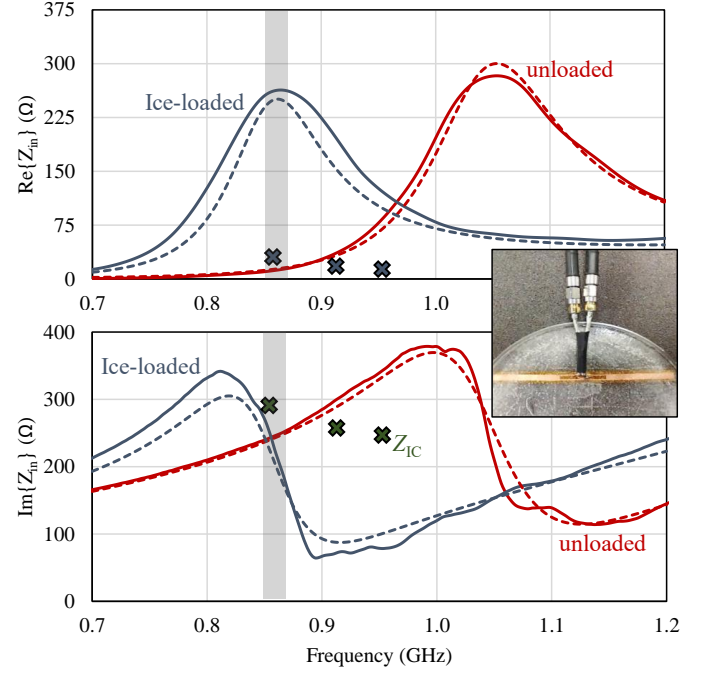 375
300
225
150
75
0
Re{Z_in} (Ω)
Ice-loaded
unloaded
0.7
0.8
0.9
1.0
400
300
200
100
0
Im{Z_in} (Ω)
Ice-loaded
Z_IC
unloaded
0.7
0.8
0.9
1.0
1.1
1.2
Frequency (GHz)